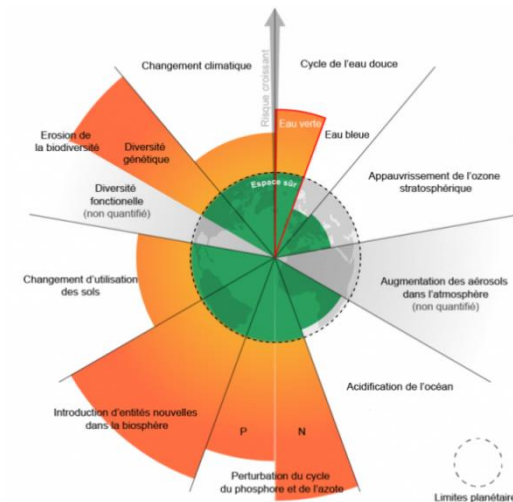 Changement climatique
Risque croissant
Cycle de l'eau douce
Eau verte
Eau bleue
Erosion de
la biodiversité
Diversité
génétique
Espace sûr
Appauvrissement de l'ozone
stratosphérique
Diversité
fonctionelle
(non quantifié)
Changement d'utilisation
des sols
Augmentation des aérosols
dans l'atmosphère
(non quantifié)
Acidification de l'océan
Introduction d'entités nouvelles
dans la biosphère
P
N
Perturbation du cycle
du phosphore et de l'azote
Limites planétaire